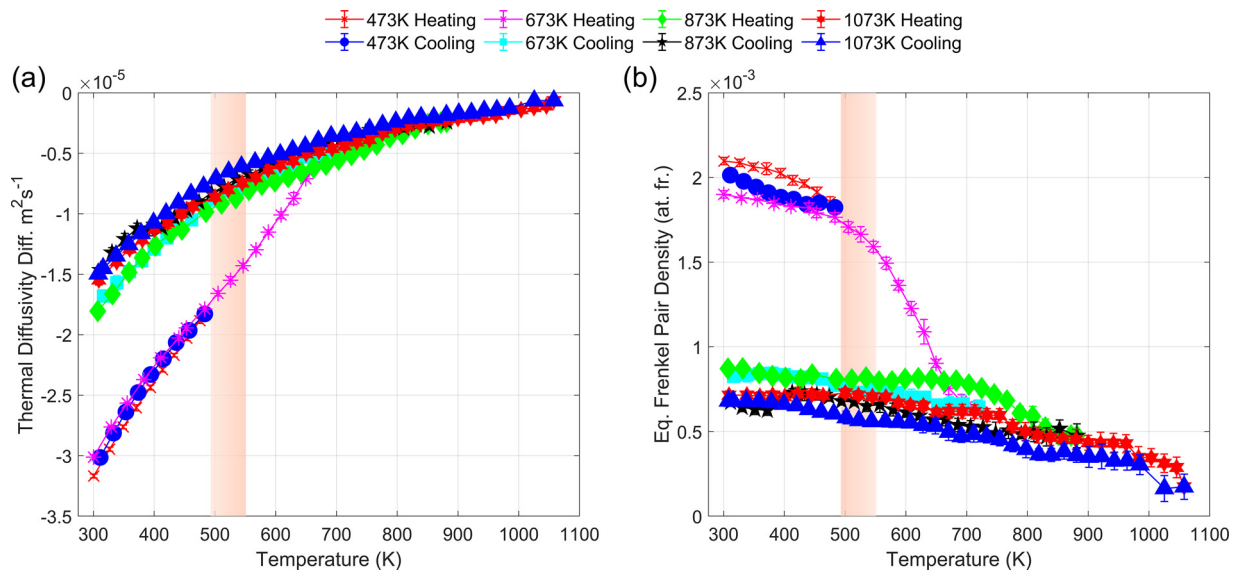 473K Heating 673K Heating 873K Heating 1073K Heating
473K Cooling 673K Cooling 873K Cooling 1073K Cooling
(a)
×10⁻⁵
0
-0.5
-1
-1.5
-2
-2.5
-3
-3.5
Thermal Diffusivity Diff. m²s⁻¹
300 400 500 600 700 800 900 1000 1100
Temperature (K)
(b)
×10⁻³
2.5
2
1.5
1
0.5
0
Eq. Frenkel Pair Density (at. fr.)
300 400 500 600 700 800 900 1000 1100
Temperature (K)